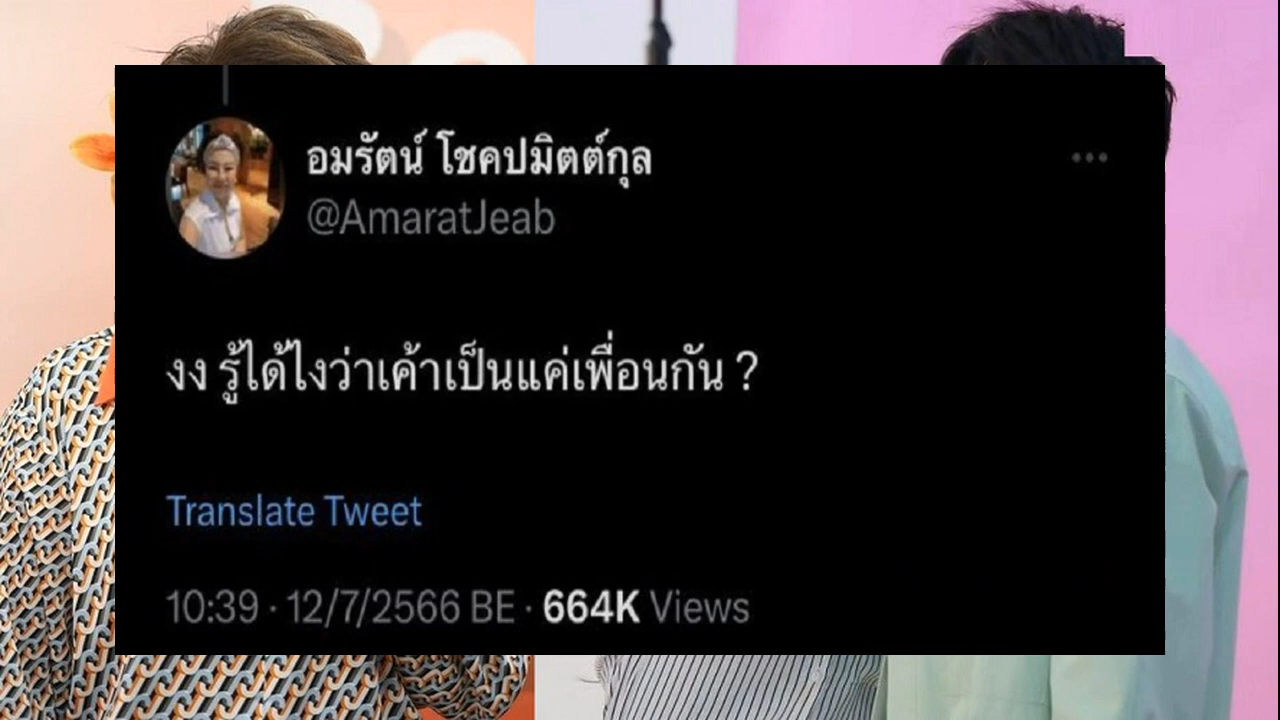 อมรัตน์ โชคปมิตต์กุล
@AmaratJeab
งง รู้ได้ไงว่าเค้าเป็นแค่เพื่อนกัน ?
Translate Tweet
10:39 · 12/7/2566 BE · 664K Views